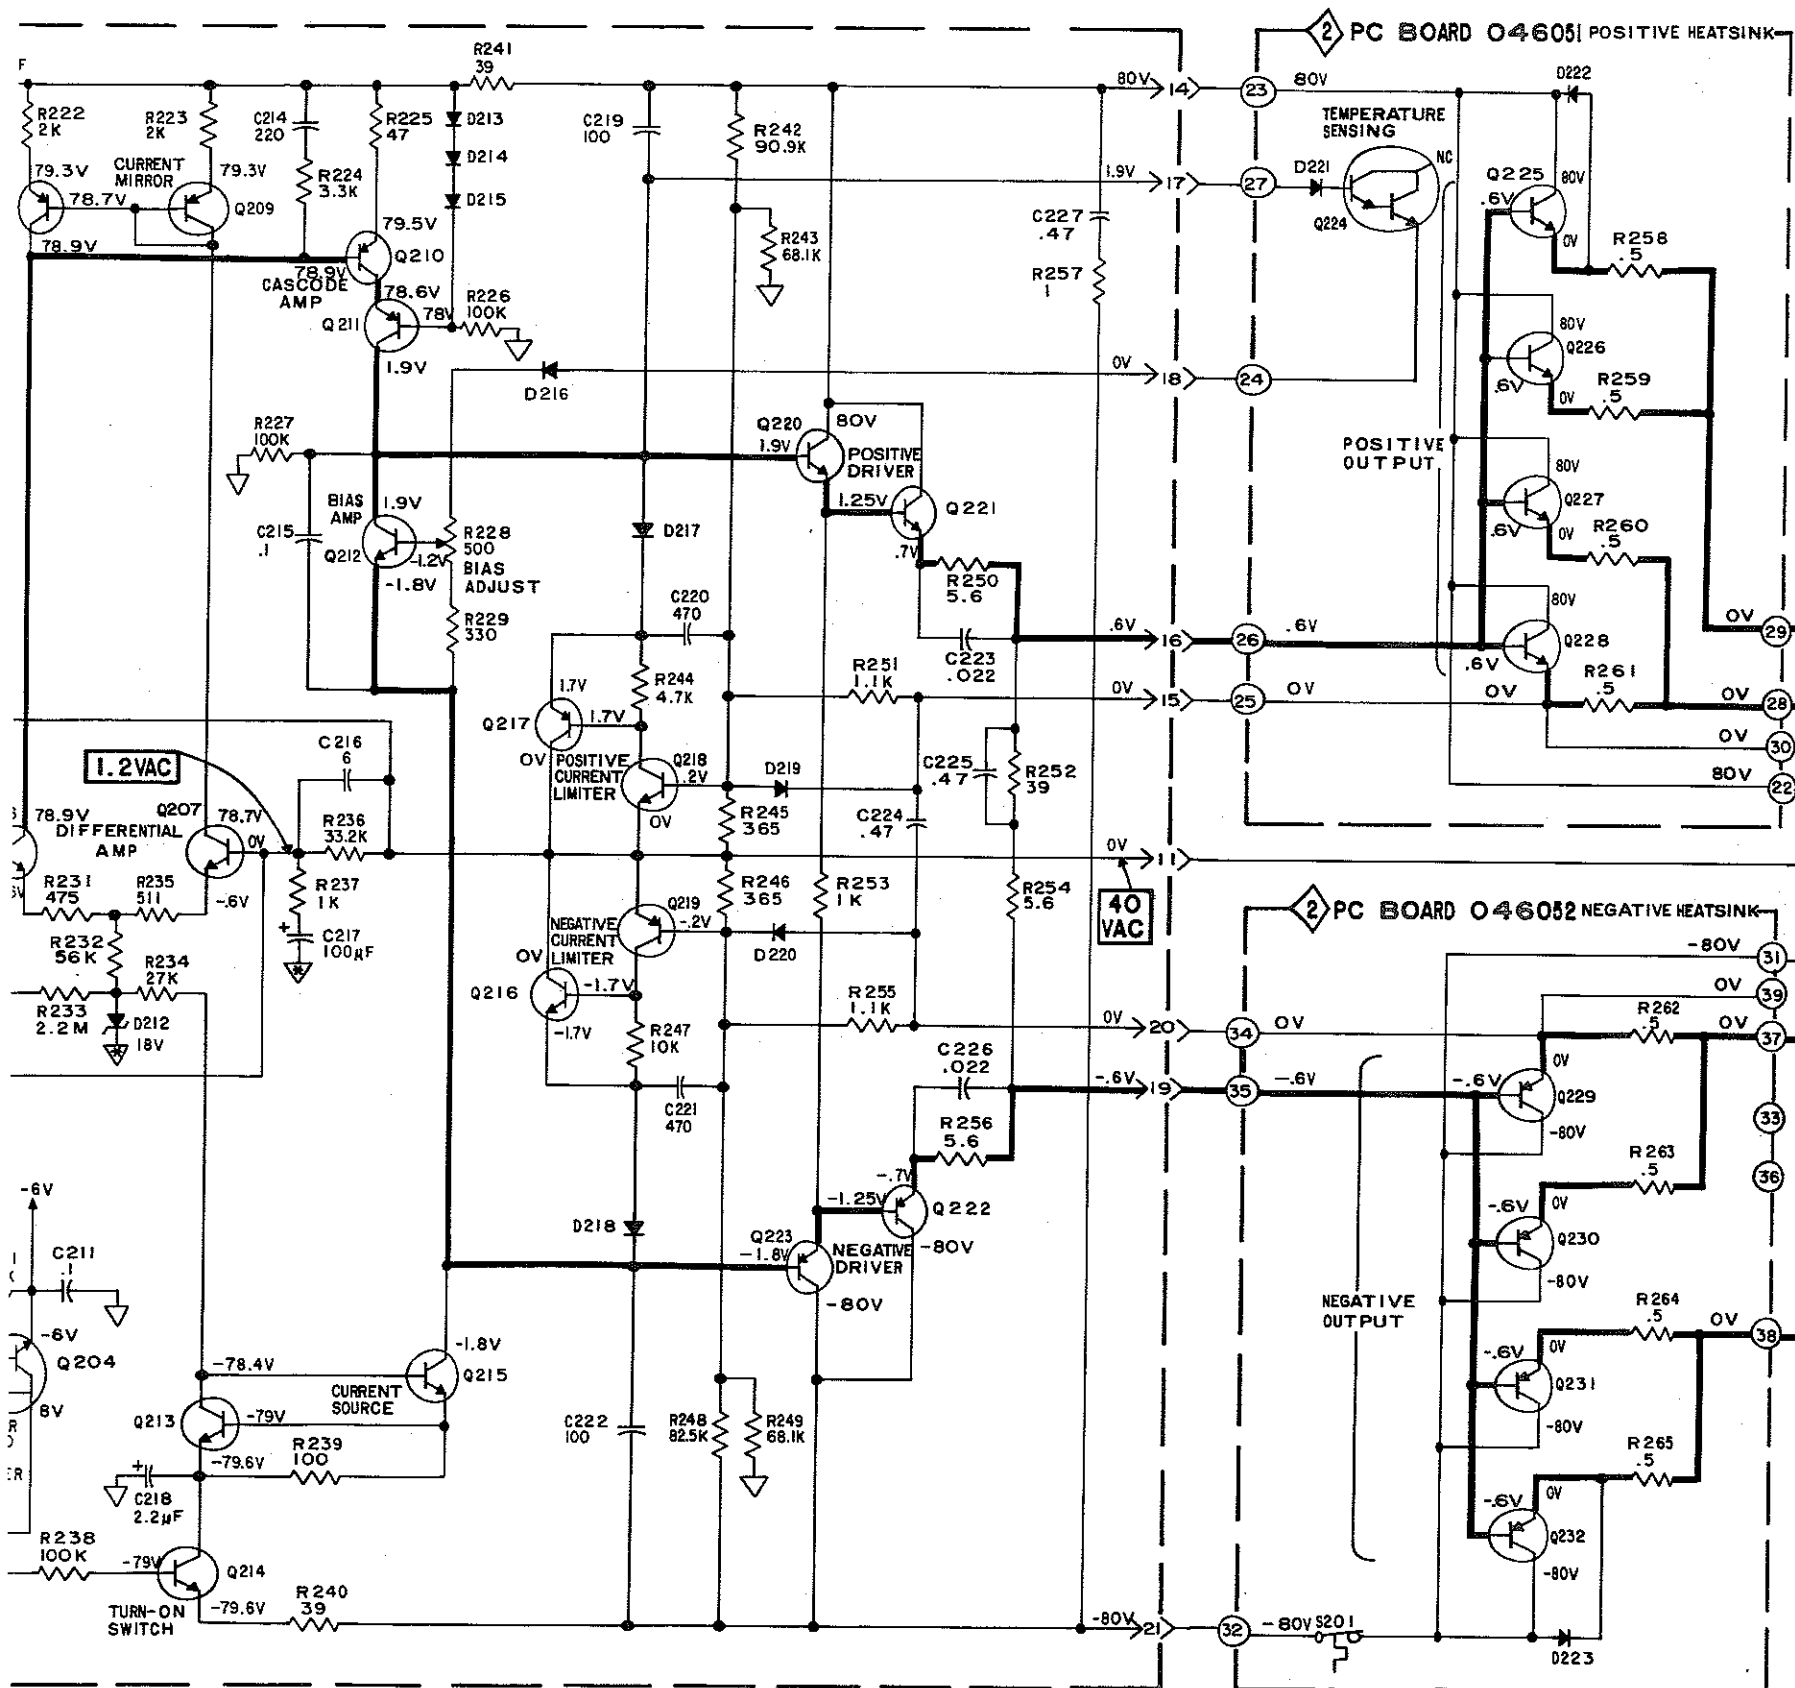 2 PC BOARD 046051 POSITIVE HEATSINK
F
R241
39
80V
14
23
80V
D222
R222
2K
R223
2K
C214
220
R225
47
D213
C219
100
R242
90.9K
TEMPERATURE
SENSING
CURRENT
MIRROR
79.3V
79.3V
R224
3.3K
D214
D215
1.9V
17
27
D221
NC
Q225
80V
.6V
78.7V
Q209
79.5V
Q210
C227
.47
Q224
R243
68.1K
0V
R258
.5
78.9V
78.9V
CASCODE
AMP
78.6V
R257
1
Q211
78V
R226
100K
80V
Q226
1.9V
D216
0V
18
24
.6V
0V
R259
.5
R227
100K
Q220
80V
1.9V
POSITIVE
DRIVER
POSITIVE
OUTPUT
80V
BIAS
AMP
1.9V
1.25V
Q221
Q227
.6V
0V
R260
.5
C215
.1
Q212
-1.2V
-1.8V
R228
500
BIAS
ADJUST
D217
.7V
R250
5.6
R229
330
C220
470
80V
C223
.022
.6V
16
26
.6V
Q228
.6V
0V
29
R244
4.7K
R251
1.1K
0V
15
25
0V
0V
R261
.5
0V
28
1.7V
Q217
1.7V
0V
30
C216
6
1.2VAC
0V
POSITIVE
CURRENT
LIMITER
Q218
.2V
D219
C225
.47
R252
39
80V
22
78.9V
Q207
78.7V
DIFFERENTIAL
AMP
0V
R236
33.2K
0V
R245
365
C224
.47
0V
11
R231
475
R235
511
-.6V
R237
1K
R246
365
R253
1K
R254
5.6
40
VAC
2 PC BOARD 046052 NEGATIVE HEATSINK
R232
56K
C217
100µF
NEGATIVE
CURRENT
LIMITER
Q219
-.2V
D220
-80V
31
R234
27K
0V
Q216
-1.7V
-1.7V
R255
1.1K
0V
39
R233
2.2M
D212
18V
R247
10K
0V
20
34
0V
R262
.5
0V
37
C221
470
C226
.022
-.6V
19
35
-.6V
-.6V
0V
Q229
-80V
33
R256
5.6
R263
.5
36
-6V
-.7V
-1.25V
Q222
-80V
-.6V
0V
Q230
-80V
C211
.1
D218
Q223
-1.8V
NEGATIVE
DRIVER
-80V
NEGATIVE
OUTPUT
R264
.5
0V
38
-6V
Q204
-1.8V
Q215
-78.4V
CURRENT
SOURCE
-.6V
0V
Q231
-80V
8V
Q213
-79V
R239
100
-79.6V
C222
100
R248
82.5K
R249
68.1K
R265
.5
ER
C218
2.2µF
-.6V
0V
Q232
-80V
R238
100K
-79V
Q214
TURN-ON
SWITCH
-79.6V
R240
39
-80V
21
32
-80V
S201
D223